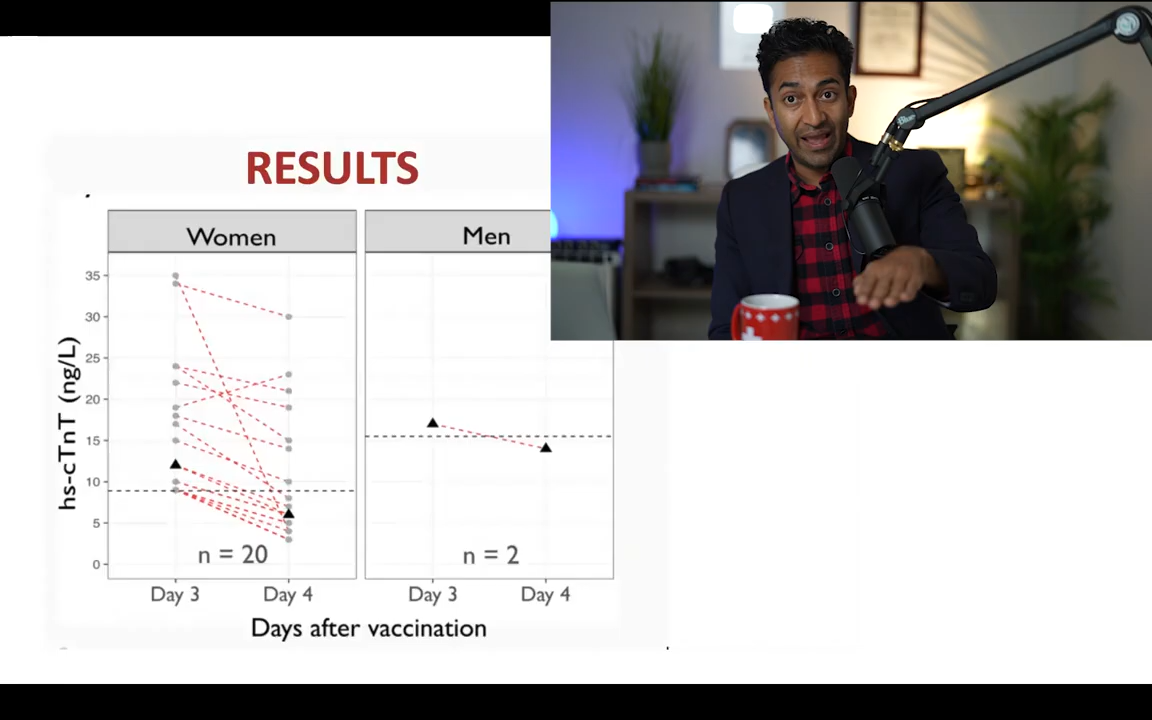 RESULTS
Women
Men
35
30
25
20
15
10
5
0
hs-cTnT (ng/L)
n = 20
n = 2
Day 3
Day 4
Day 3
Day 4
Days after vaccination